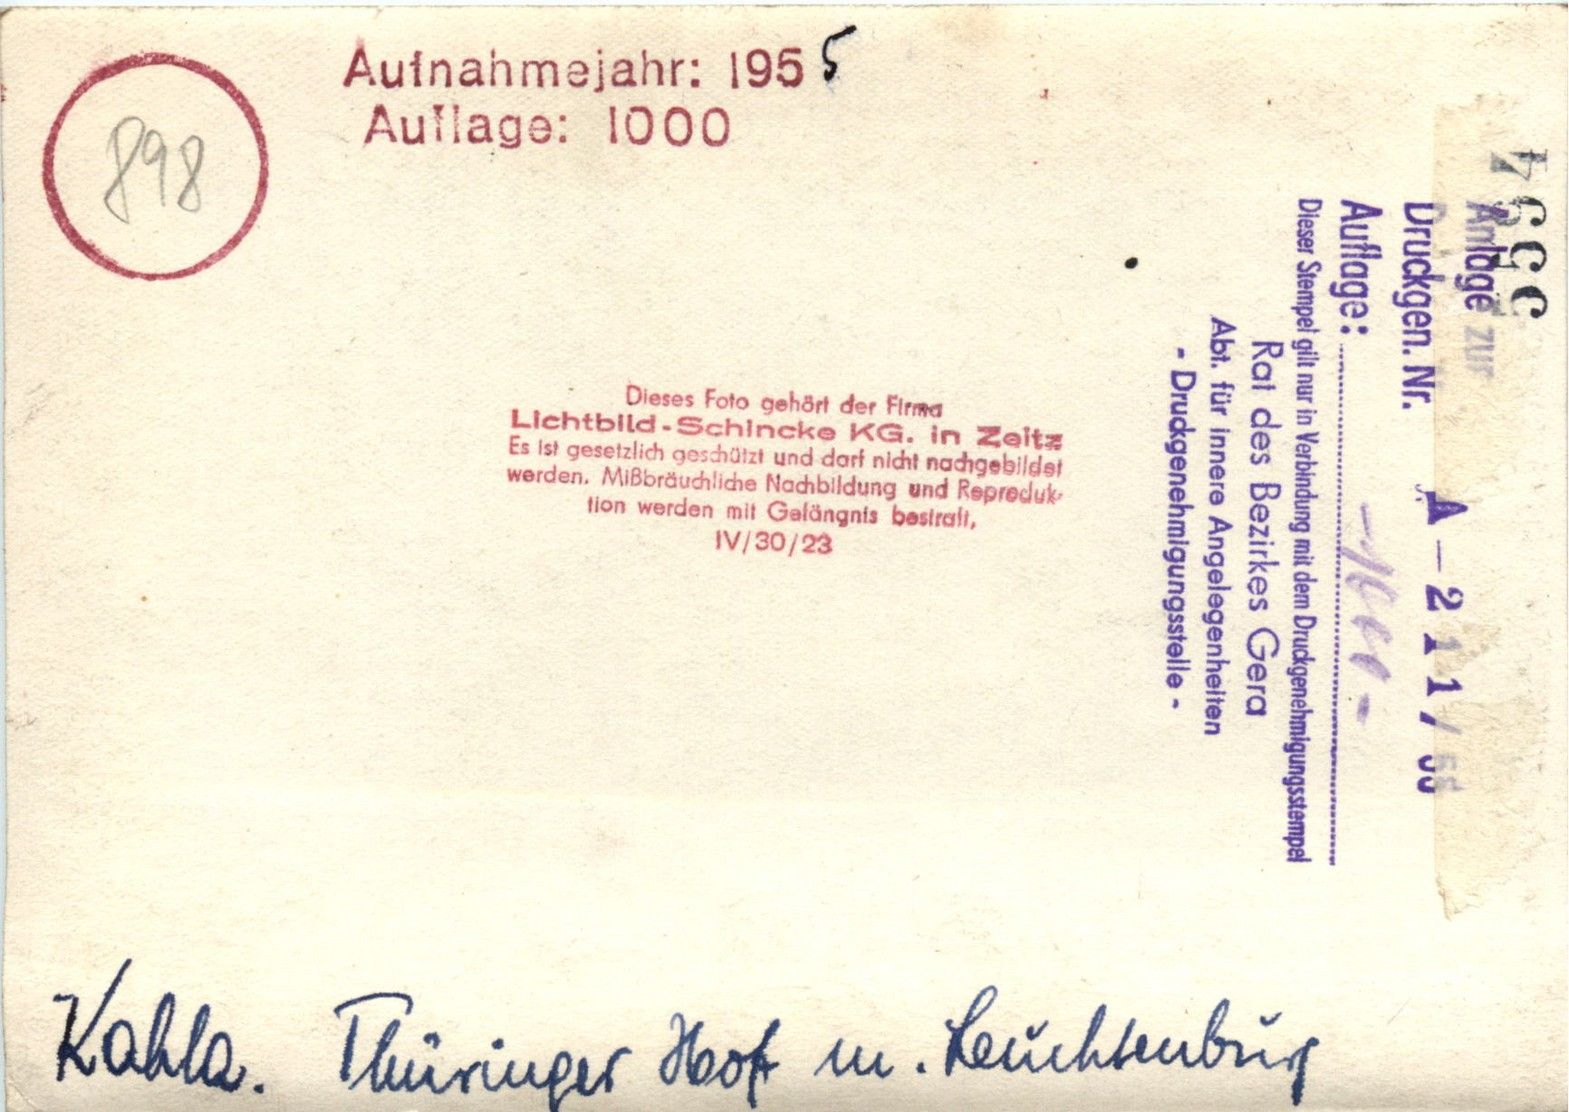 898
Aufnahmejahr: 1955
Auflage: 1000
Dieses Foto gehört der Firma
Lichtbild-Schincke KG. in Zeitz
Es ist gesetzlich geschützt und darf nicht nachgebildet
werden. Mißbräuchliche Nachbildung und Reproduk-
tion werden mit Gefängnis bestraft.
IV/30/23
Anlage zur
Druckgen. Nr. A-211/55
Auflage: -1000-
Dieser Stempel gilt nur in Verbindung mit dem Druckgenehmigungsstempel
Rat des Bezirkes Gera
Abt. für innere Angelegenheiten
- Druckgenehmigungsstelle -
Kahla. Thüringer Hof m. Leuchtenburg